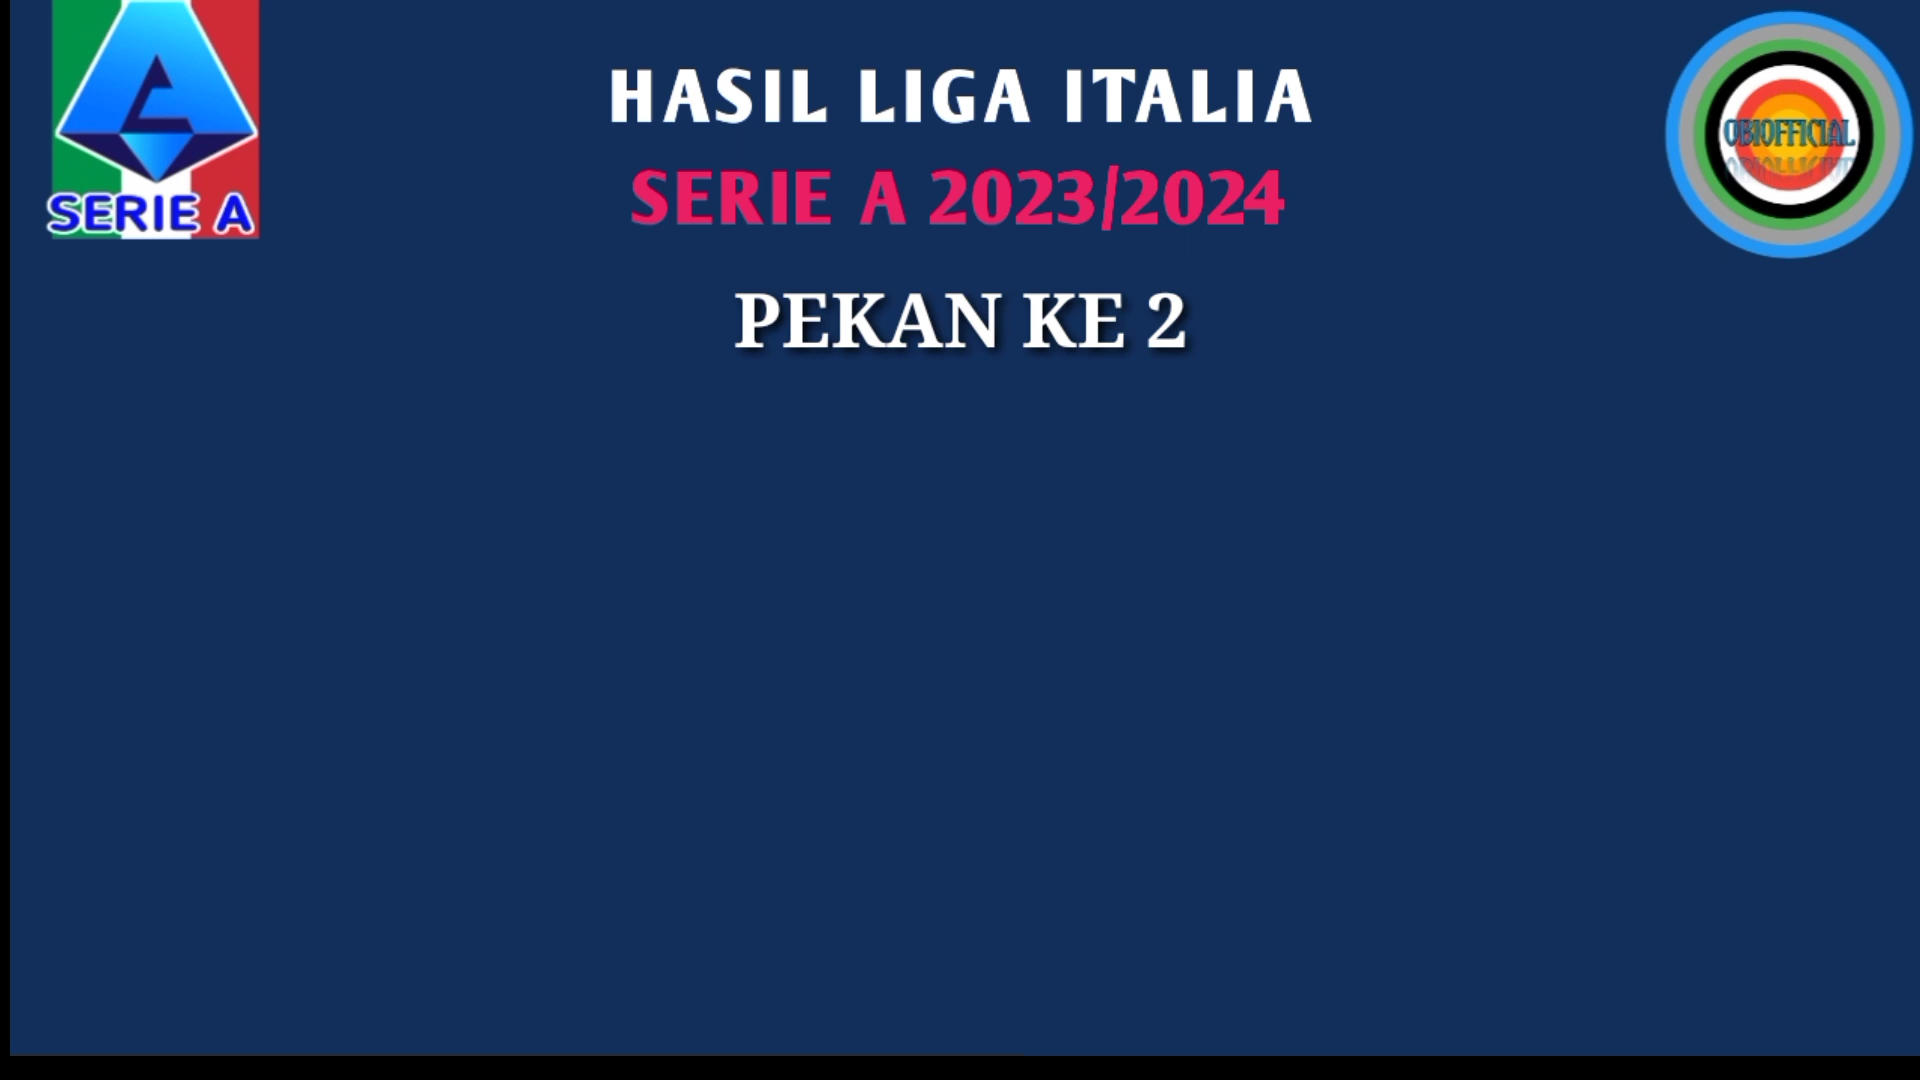 HASIL LIGA ITALIA
SERIE A 2023/2024
PEKAN KE 2
SERIE A
OBIOFFICIAL